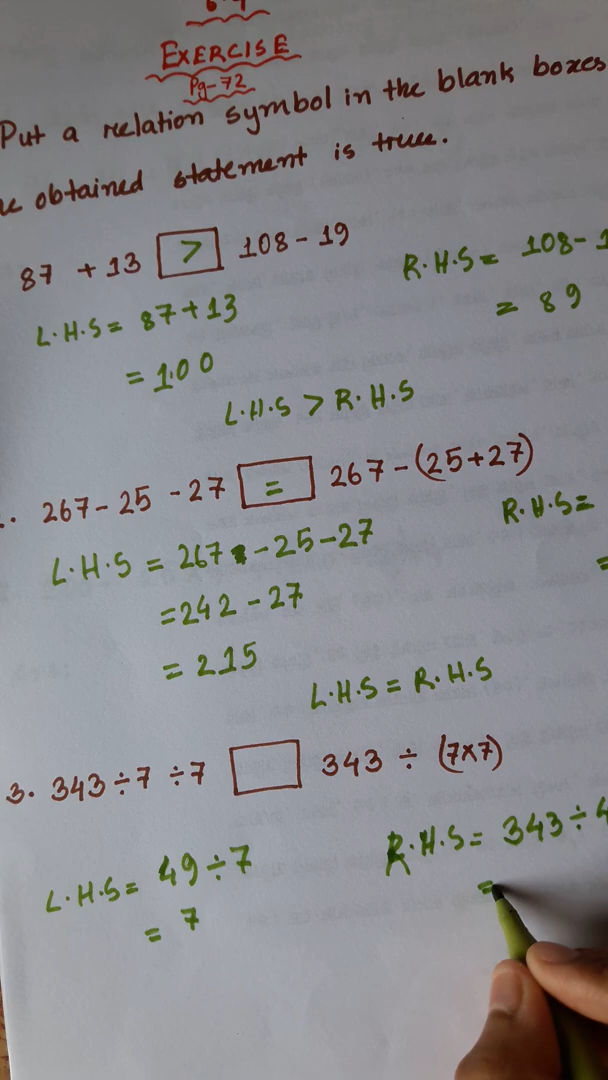 EXERCISE
Pg-72
Put a relation symbol in the blank boxes
obtained statement is true.
87 + 13 > 108 - 19
L.H.S = 87 + 13
= 100
R.H.S = 108 - 1
= 89
L.H.S > R.H.S
267 - 25 - 27 = 267 - (25 + 27)
L.H.S = 267 - 25 - 27
= 242 - 27
= 215
R.H.S =
=
L.H.S = R.H.S
3. 343 ÷ 7 ÷ 7 343 ÷ (7×7)
L.H.S = 49 ÷ 7
= 7
R.H.S = 343 ÷ 4
=